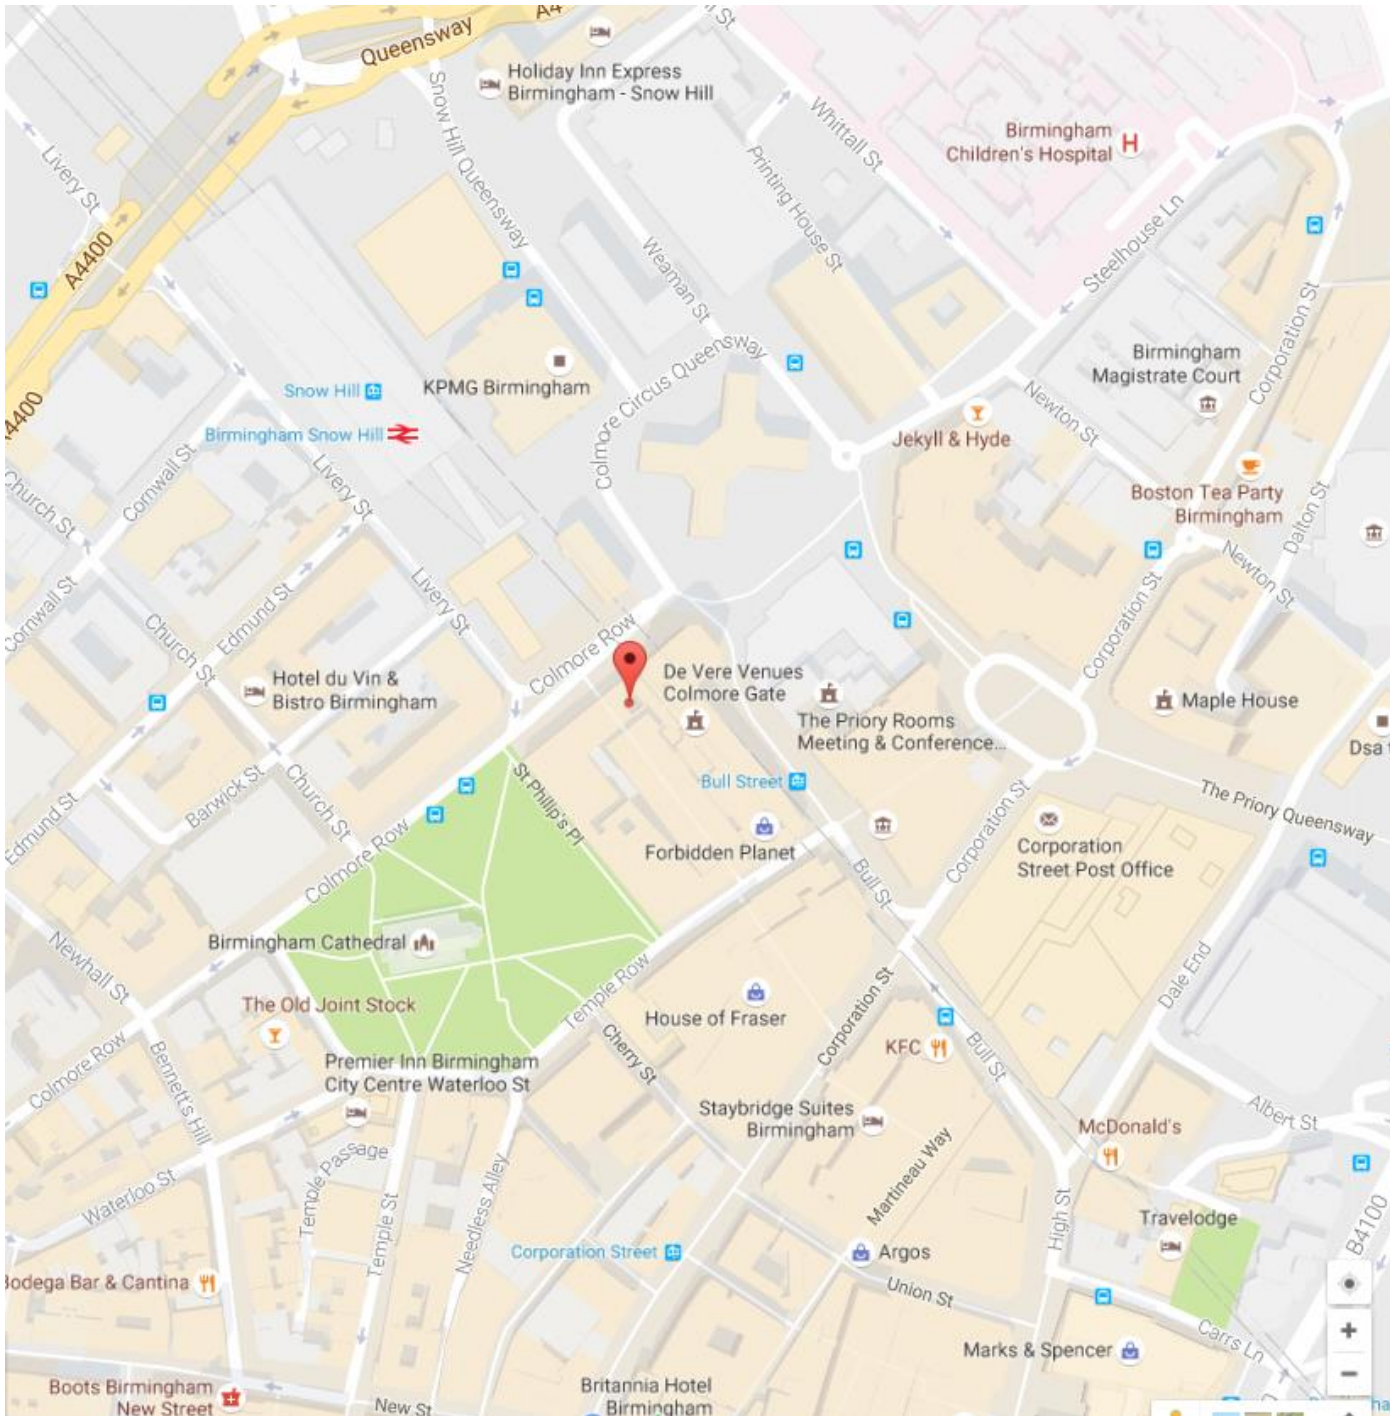 A4
Queensway
Holiday Inn Express
Birmingham - Snow Hill
Snow Hill Queensway
Whittall St
Printing House St
Birmingham
Children's Hospital
H
Livery St
A4400
Steelhouse Ln
Weaman St
Corporation St
Birmingham
Magistrate Court
Colmore Circus Queensway
Snow Hill
KPMG Birmingham
Birmingham Snow Hill
Newton St
Jekyll & Hyde
Boston Tea Party
Birmingham
Church St
Cornwall St
Livery St
Dalton St
Newton St
Cornwall St
Edmund St
Livery St
Church St
Colmore Row
Corporation St
Hotel du Vin &
Bistro Birmingham
De Vere Venues
Colmore Gate
The Priory Rooms
Meeting & Conference...
Maple House
Dsa
Edmund St
Barwick St
Church St
St Phillip's Pl
Bull Street
The Priory Queensway
Colmore Row
Forbidden Planet
Bull St
Corporation St
Corporation
Street Post Office
Newhall St
Birmingham Cathedral
The Old Joint Stock
Temple Row
House of Fraser
Corporation St
Dale End
KFC
Bull St
Colmore Row
Bennett's Hill
Premier Inn Birmingham
City Centre Waterloo St
Cherry St
Staybridge Suites
Birmingham
McDonald's
Albert St
Waterloo St
Temple Passage
Temple St
Needless Alley
Martineau Way
High St
Travelodge
B4100
Corporation Street
Argos
Bodega Bar & Cantina
Union St
Carrs Ln
Marks & Spencer
Boots Birmingham
New Street
New St
Britannia Hotel
Birmingham